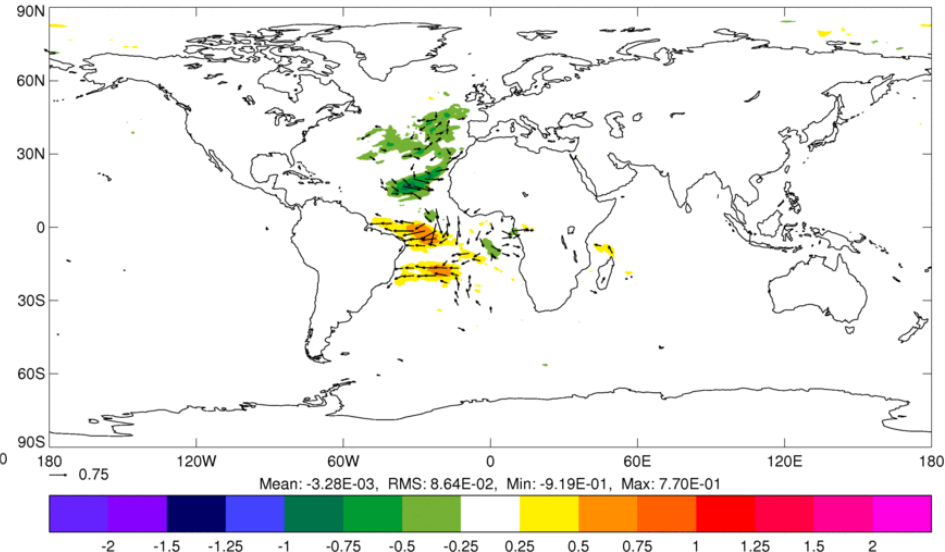 90N
60N
30N
0
30S
60S
90S
0
180 120W 60W 0 60E 120E 180
0.75
Mean: -3.28E-03, RMS: 8.64E-02, Min: -9.19E-01, Max: 7.70E-01
-2 -1.5 -1.25 -1 -0.75 -0.5 -0.25 0.25 0.5 0.75 1 1.25 1.5 2